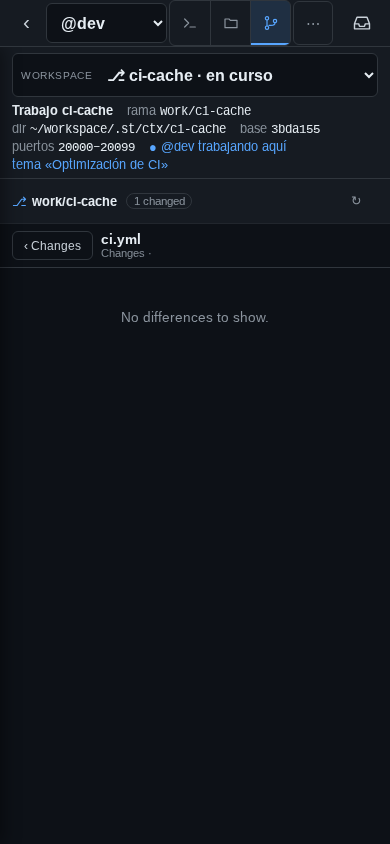 ‹ @dev
WORKSPACE ⎇ ci-cache · en curso
Trabajo ci-cache rama work/ci-cache
dir ~/workspace/.st/ctx/ci-cache base 3bda155
puertos 20000–20099 ● @dev trabajando aquí
tema «Optimización de CI»
⎇ work/ci-cache 1 changed ↻
‹ Changes ci.yml
Changes ·
No differences to show.